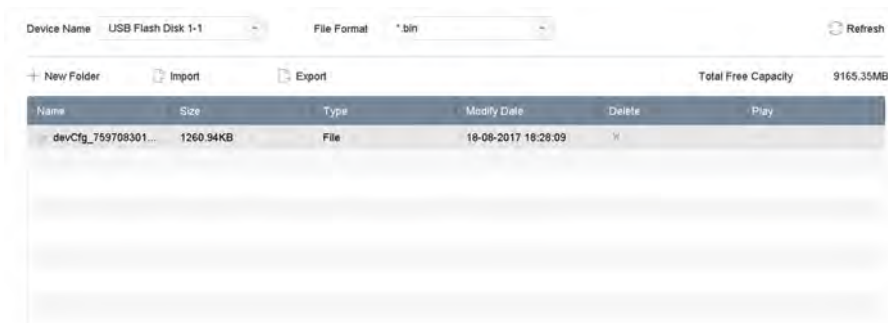 Device Name USB Flash Disk 1-1 File Format *.bin Refresh
+ New Folder Import Export Total Free Capacity 9165.35MB
Name Size Type Modify Date Delete Play
devCfg_759708301... 1260.94KB File 18-08-2017 18:28:09 ×